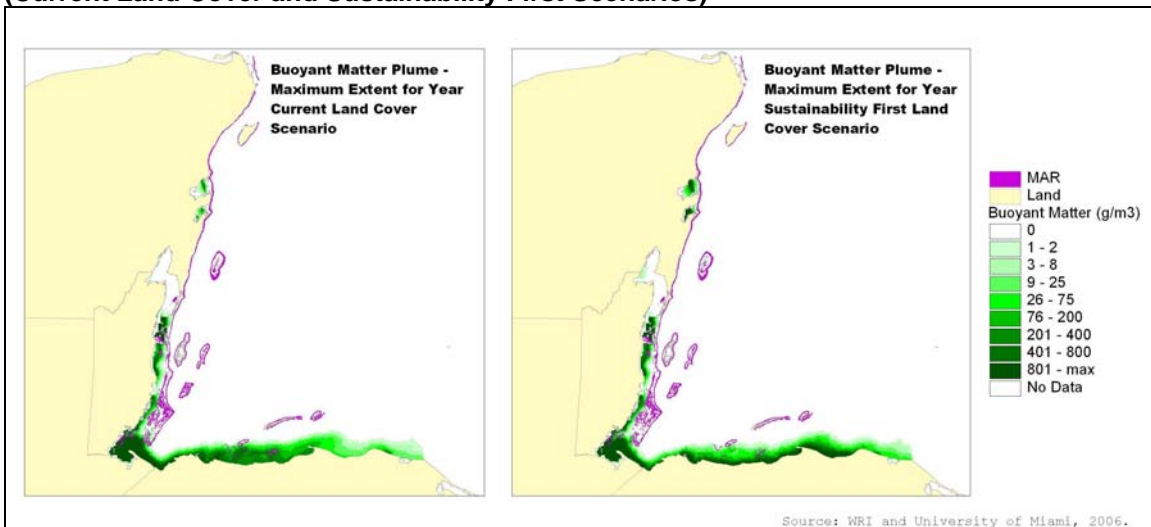 (Current Land Cover and Sustainability First Scenarios)
Buoyant Matter Plume -
Maximum Extent for Year
Current Land Cover
Scenario
Buoyant Matter Plume -
Maximum Extent for Year
Sustainability First Land
Cover Scenario
MAR
Land
Buoyant Matter (g/m3)
0
1 - 2
3 - 8
9 - 25
26 - 75
76 - 200
201 - 400
401 - 800
801 - max
No Data
Source: WRI and University of Miami, 2006.